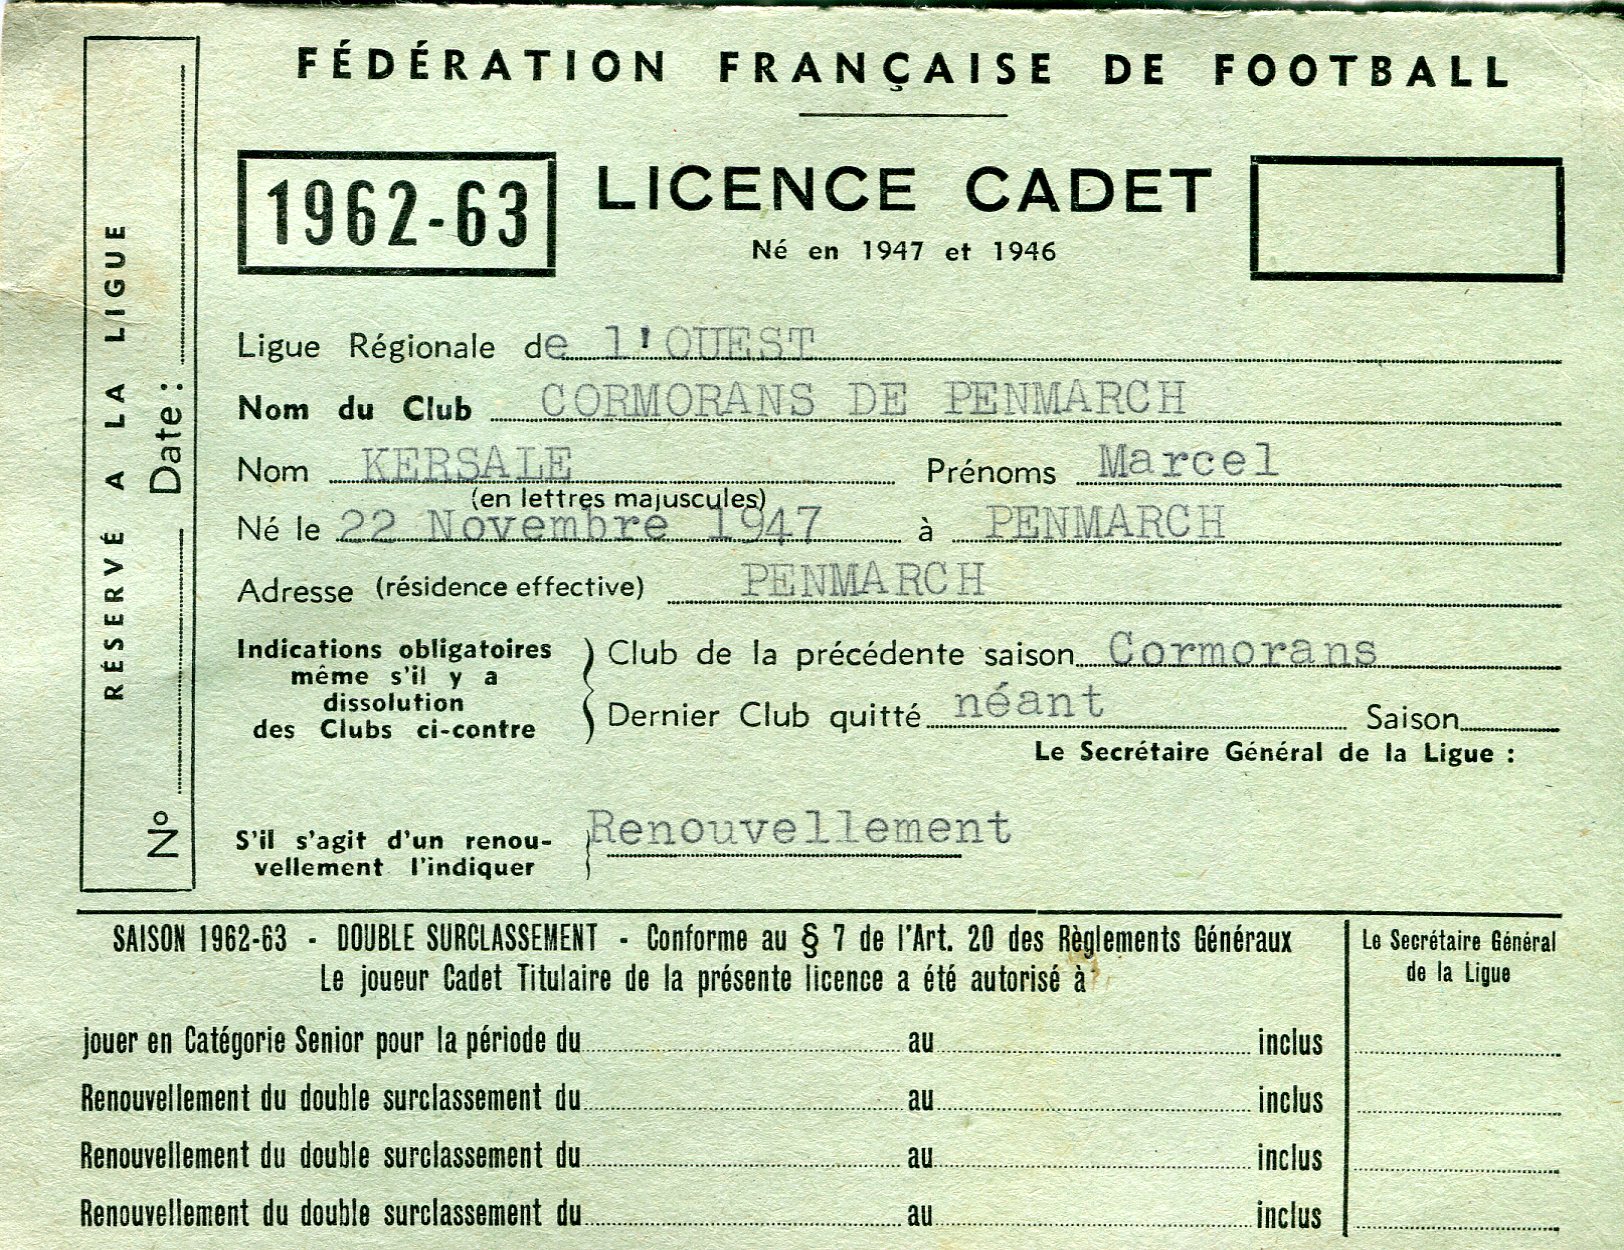 FÉDÉRATION FRANÇAISE DE FOOTBALL
1962-63
LICENCE CADET
Né en 1947 et 1946
RÉSERVÉ A LA LIGUE
N° Date :
Ligue Régionale de l'OUEST
Nom du Club CORMORANS DE PENMARCH
Nom KERSALE Prénoms Marcel
(en lettres majuscules)
Né le 22 Novembre 1947 à PENMARCH
Adresse (résidence effective) PENMARCH
Indications obligatoires
même s'il y a
dissolution
des Clubs ci-contre
Club de la précédente saison Cormorans
Dernier Club quitté néant Saison
Le Secrétaire Général de la Ligue :
S'il s'agit d'un renou-
vellement l'indiquer
Renouvellement
SAISON 1962-63 - DOUBLE SURCLASSEMENT - Conforme au § 7 de l'Art. 20 des Règlements Généraux
Le joueur Cadet Titulaire de la présente licence a été autorisé à
Le Secrétaire Général
de la Ligue
jouer en Catégorie Senior pour la période du au inclus
Renouvellement du double surclassement du au inclus
Renouvellement du double surclassement du au inclus
Renouvellement du double surclassement du au inclus